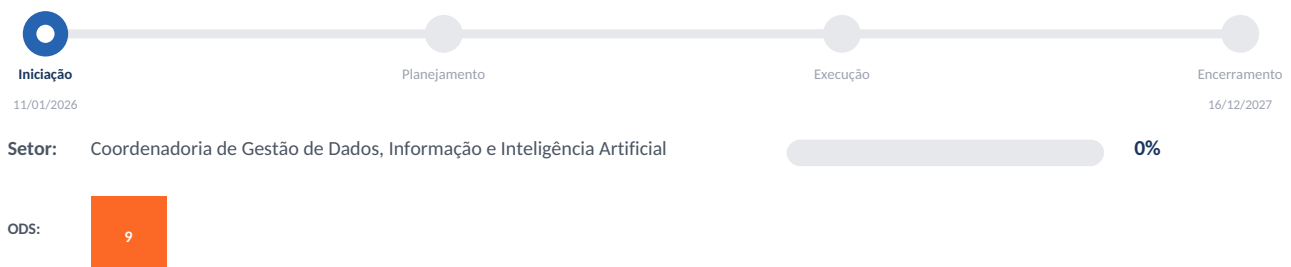 Iniciação Planejamento Execução Encerramento
11/01/2026 16/12/2027
Setor: Coordenadoria de Gestão de Dados, Informação e Inteligência Artificial 0%
ODS: 9